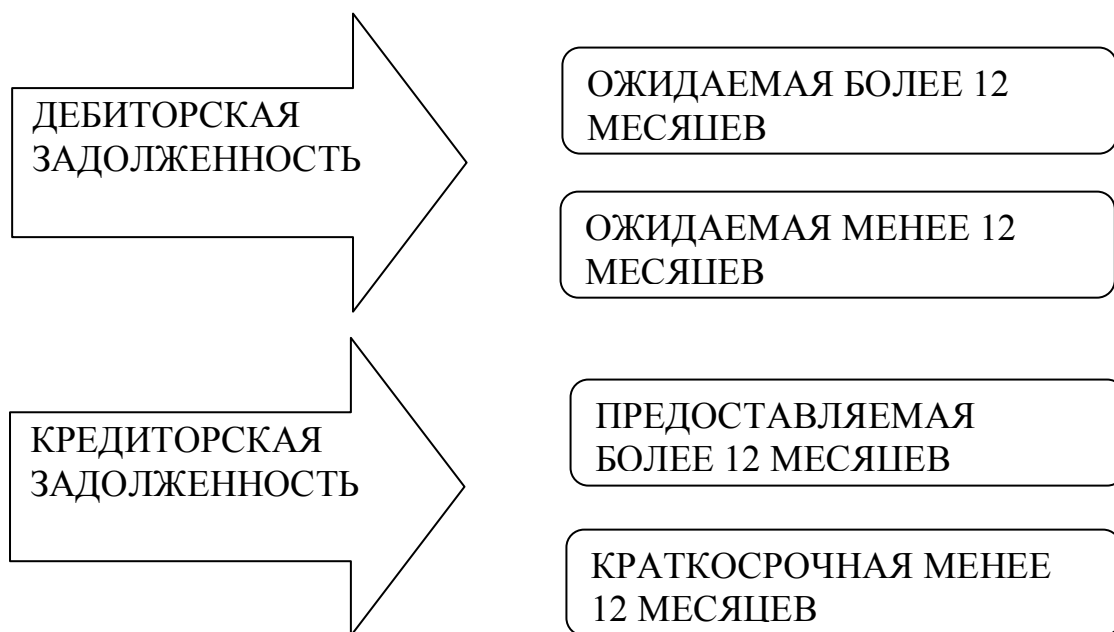 ДЕБИТОРСКАЯ
ЗАДОЛЖЕННОСТЬ
ОЖИДАЕМАЯ БОЛЕЕ 12
МЕСЯЦЕВ
ОЖИДАЕМАЯ МЕНЕЕ 12
МЕСЯЦЕВ
КРЕДИТОРСКАЯ
ЗАДОЛЖЕННОСТЬ
ПРЕДОСТАВЛЯЕМАЯ
БОЛЕЕ 12 МЕСЯЦЕВ
КРАТКОСРОЧНАЯ МЕНЕЕ
12 МЕСЯЦЕВ